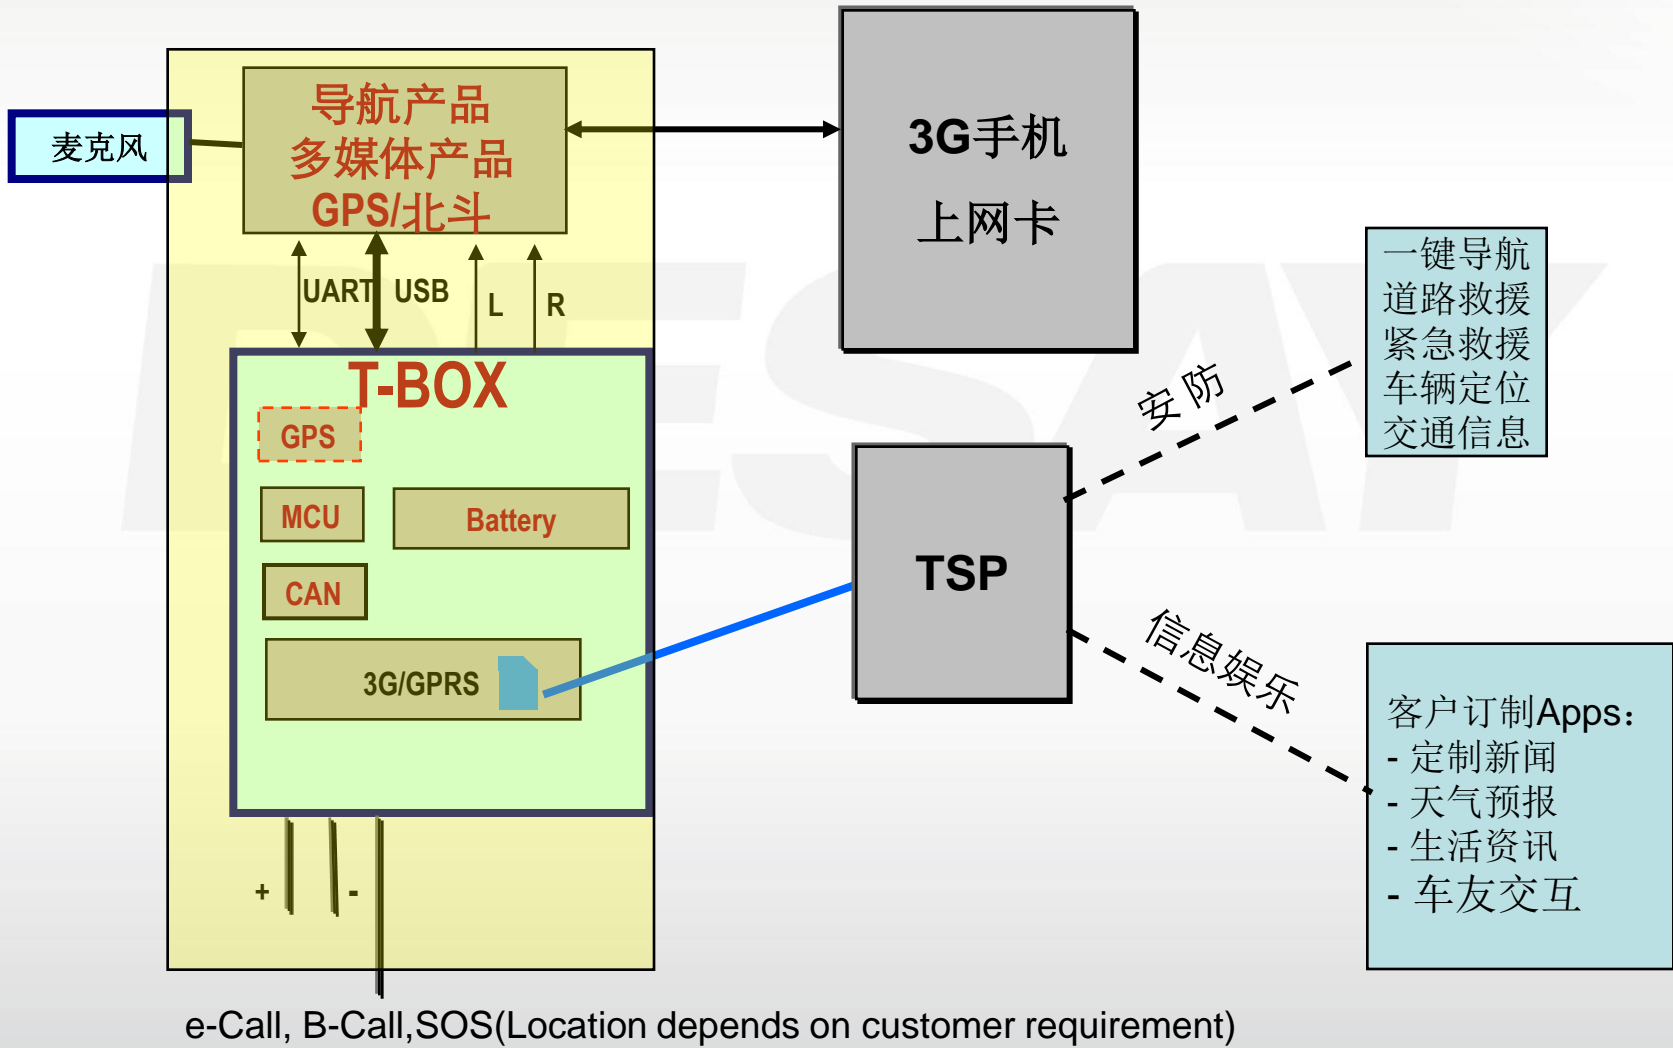 导航产品
多媒体产品
GPS/北斗
麦克风
3G手机
上网卡
UART
USB
L
R
T-BOX
GPS
MCU
Battery
CAN
3G/GPRS
+
-
TSP
安 防
一键导航
道路救援
紧急救援
车辆定位
交通信息
信息娱乐
客户订制Apps：
- 定制新闻
- 天气预报
- 生活资讯
- 车友交互
e-Call, B-Call,SOS(Location depends on customer requirement)
DESAY